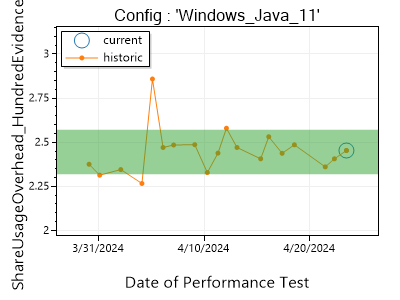 Config : 'Windows_Java_11'
ShareUsageOverhead_HundredEvidence
current
historic
3
2.75
2.5
2.25
2
3/31/2024
4/10/2024
4/20/2024
Date of Performance Test